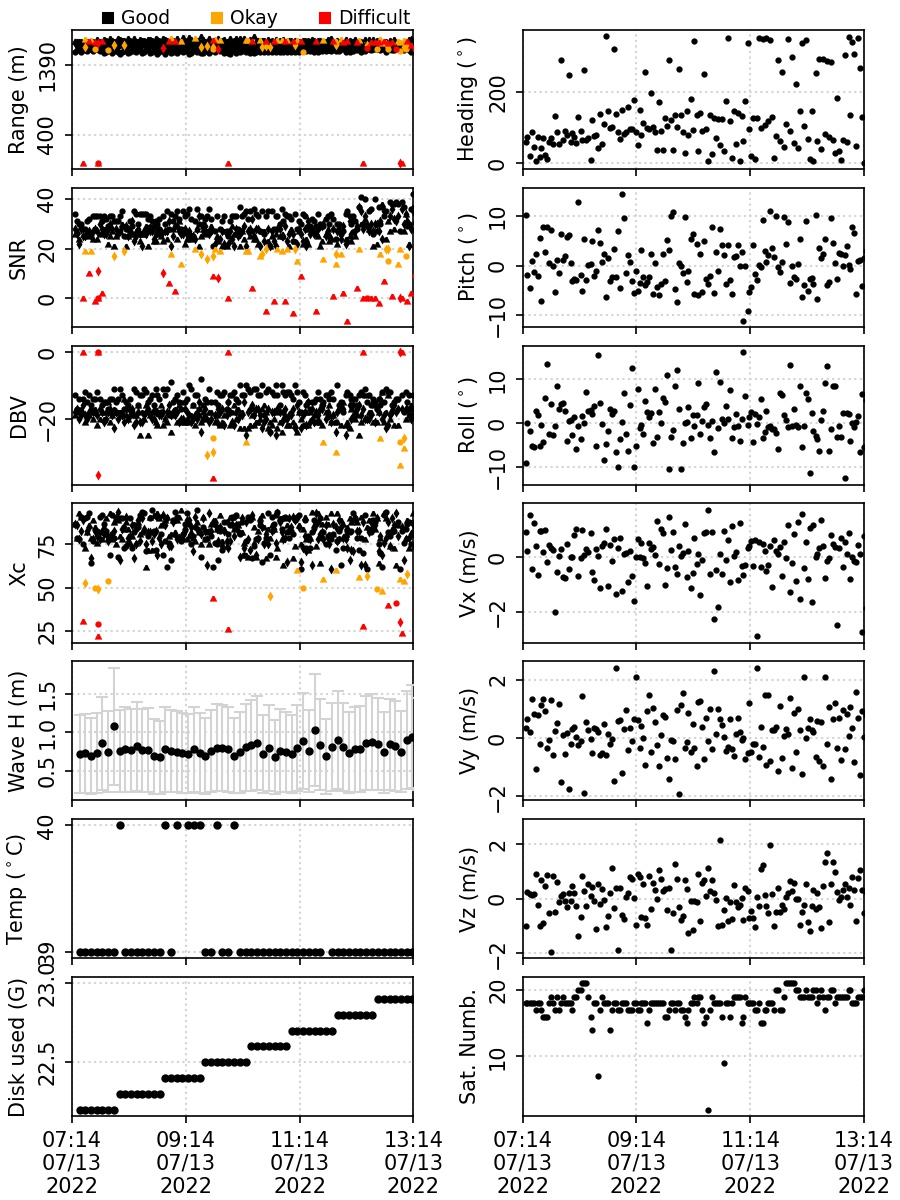 Good Okay Difficult
Range (m)
1390
400
Heading (°)
200
0
SNR
40
20
0
Pitch (°)
10
0
−10
DBV
0
−20
Roll (°)
10
0
−10
Xc
75
50
25
Vx (m/s)
0
−2
Wave H (m)
1.5
1.0
0.5
Vy (m/s)
2
0
−2
Temp (°C)
40
39
Vz (m/s)
2
0
−2
Disk used (G)
23.0
22.5
Sat. Numb.
20
10
07:14 09:14 11:14 13:14 07:14 09:14 11:14 13:14
07/13 07/13 07/13 07/13 07/13 07/13 07/13 07/13
2022 2022 2022 2022 2022 2022 2022 2022